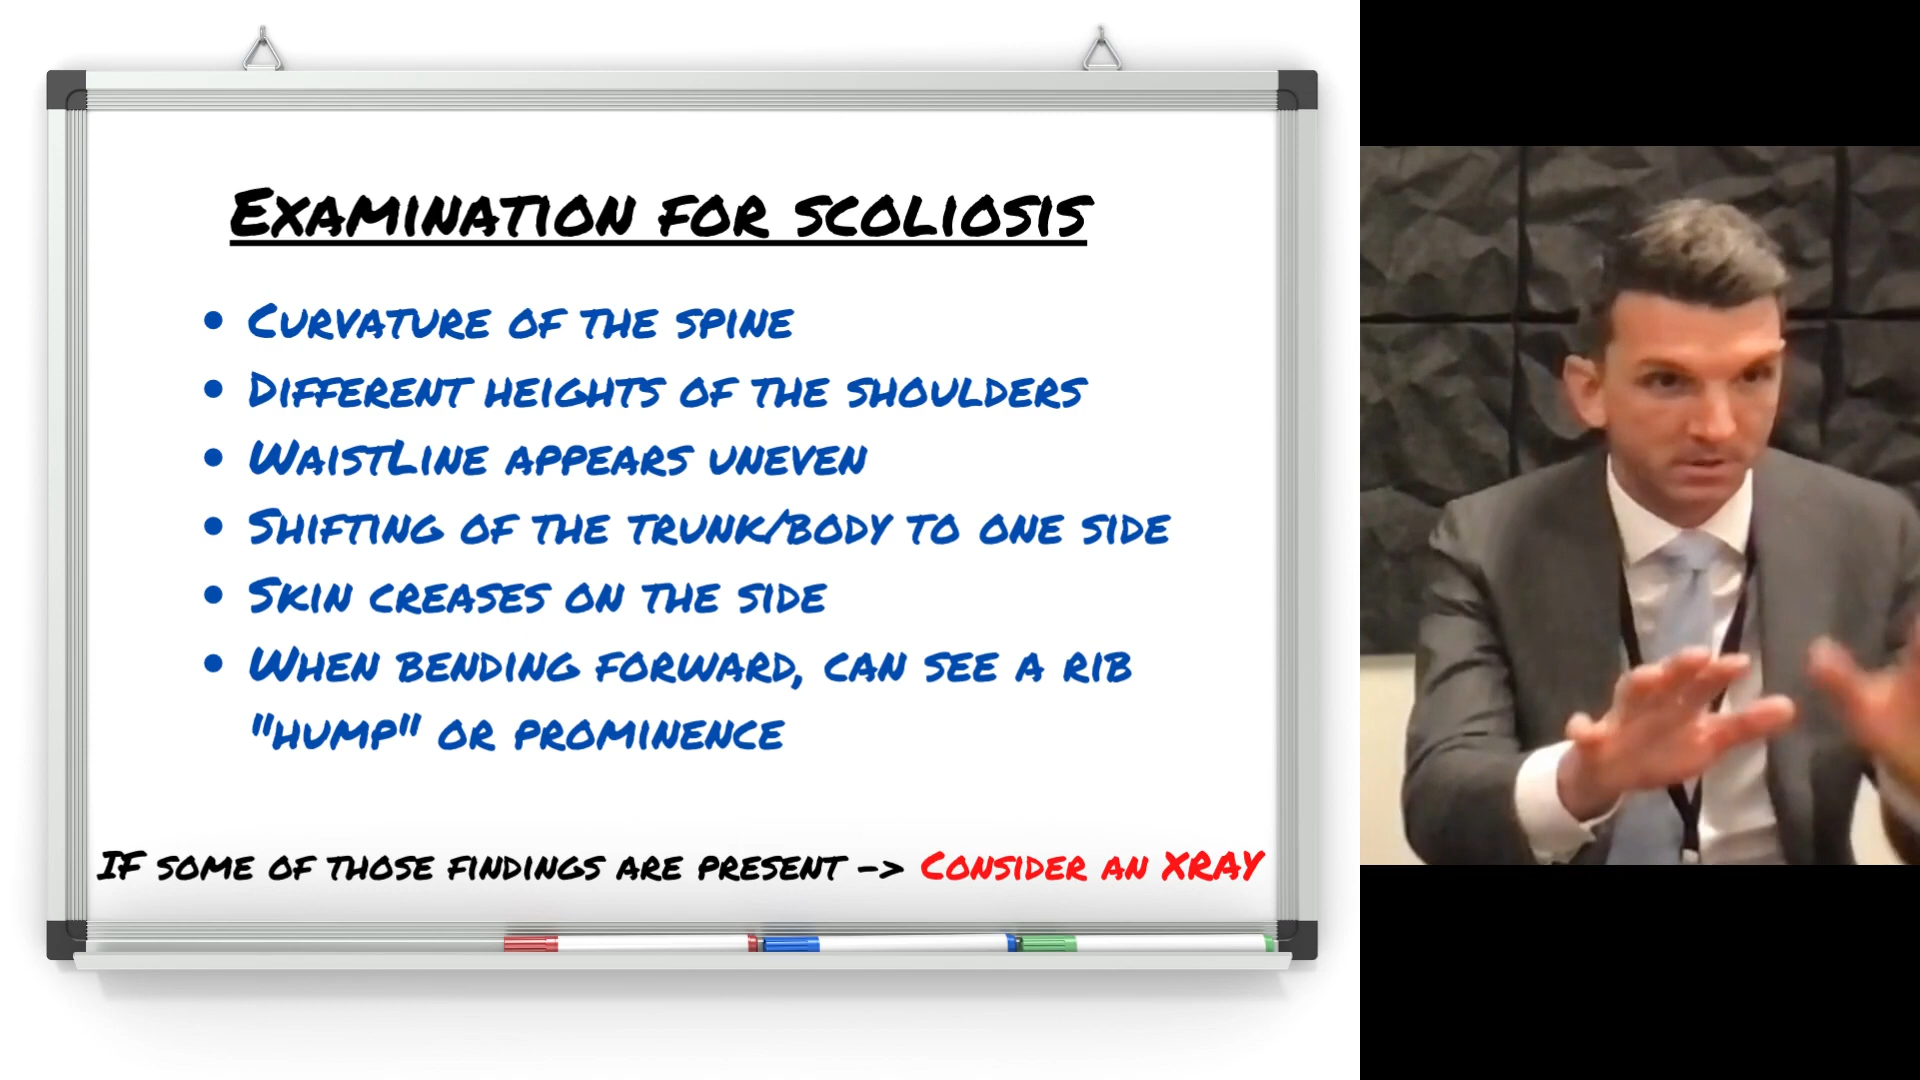 Examination for scoliosis
• Curvature of the spine
• Different heights of the shoulders
• WaistLine appears uneven
• Shifting of the trunk/body to one side
• Skin creases on the side
• When bending forward, can see a rib
"hump" or prominence
If some of those findings are present -> Consider an XRAY